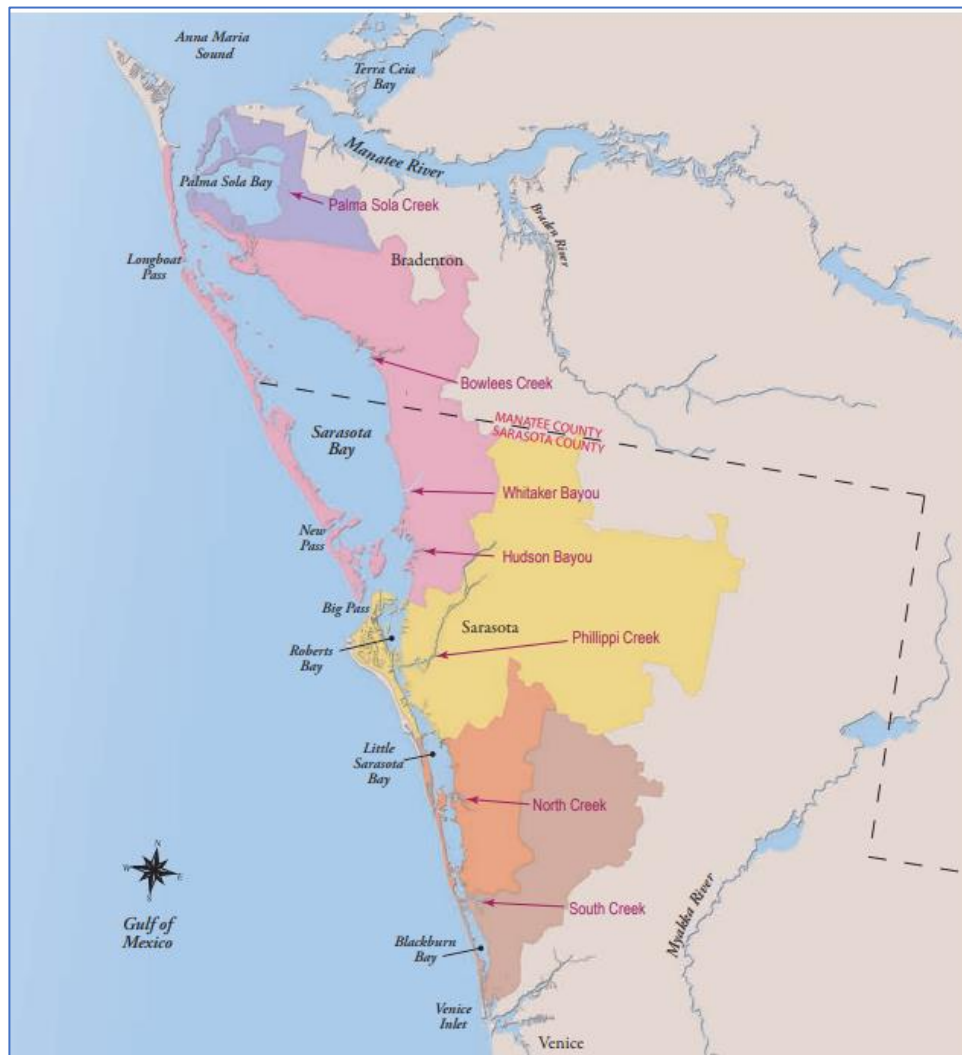 Anna Maria
Sound
Terra Ceia
Bay
Manatee River
Palma Sola Bay
Palma Sola Creek
Braden River
Longboat
Pass
Bradenton
Bowlees Creek
MANATEE COUNTY
SARASOTA COUNTY
Sarasota
Bay
Whitaker Bayou
New
Pass
Hudson Bayou
Big Pass
Sarasota
Phillippi Creek
Roberts
Bay
Little
Sarasota
Bay
North Creek
N
W
E
S
South Creek
Gulf of
Mexico
Myakka River
Blackburn
Bay
Venice
Inlet
Venice